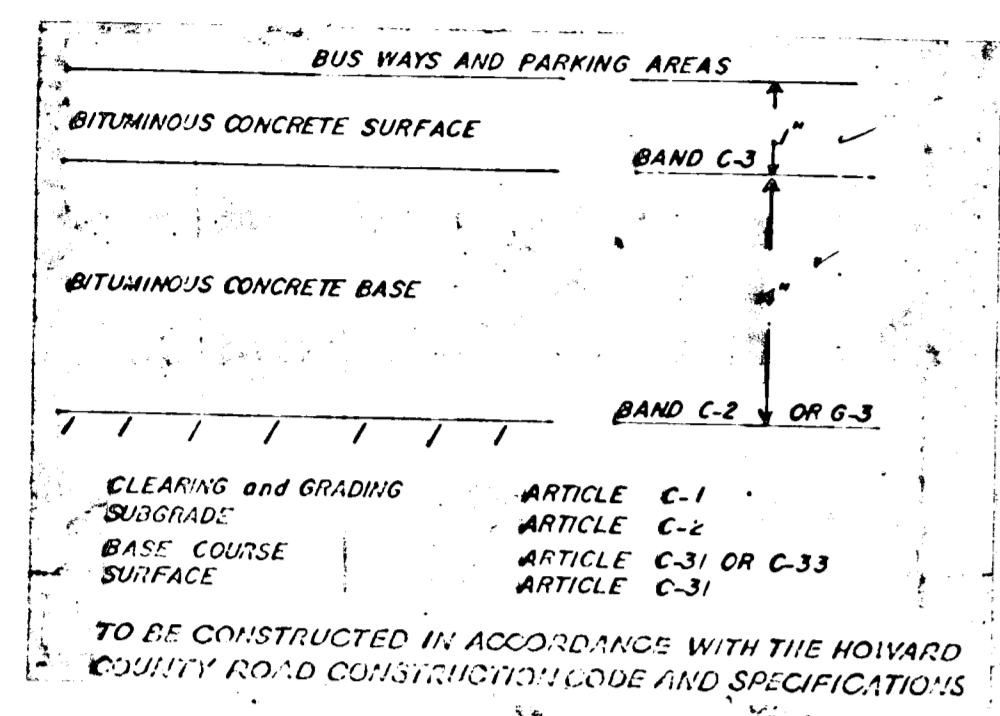 BUS WAYS AND PARKING AREAS
BITUMINOUS CONCRETE SURFACE
1"
BAND C-3
BITUMINOUS CONCRETE BASE
BAND C-2 OR G-3
CLEARING and GRADING ARTICLE C-1
SUBGRADE ARTICLE C-2
BASE COURSE ARTICLE C-31 OR C-33
SURFACE ARTICLE C-31
TO BE CONSTRUCTED IN ACCORDANCE WITH THE HOWARD
COUNTY ROAD CONSTRUCTION CODE AND SPECIFICATIONS